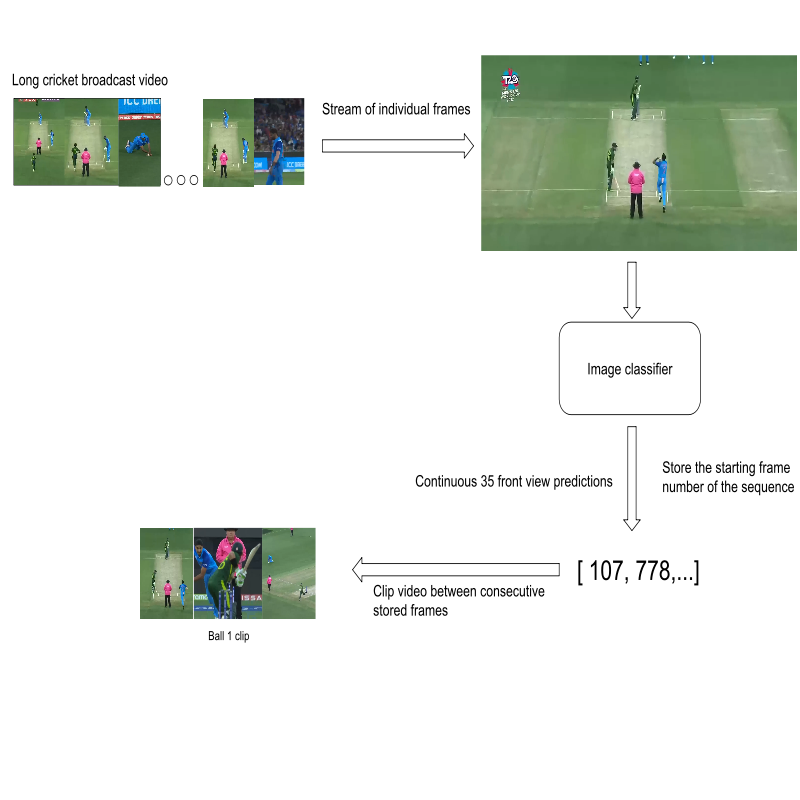 Long cricket broadcast video
Stream of individual frames
T20
Image classifier
Continuous 35 front view predictions
Store the starting frame
number of the sequence
[ 107, 778,...]
Clip video between consecutive
stored frames
Ball 1 clip